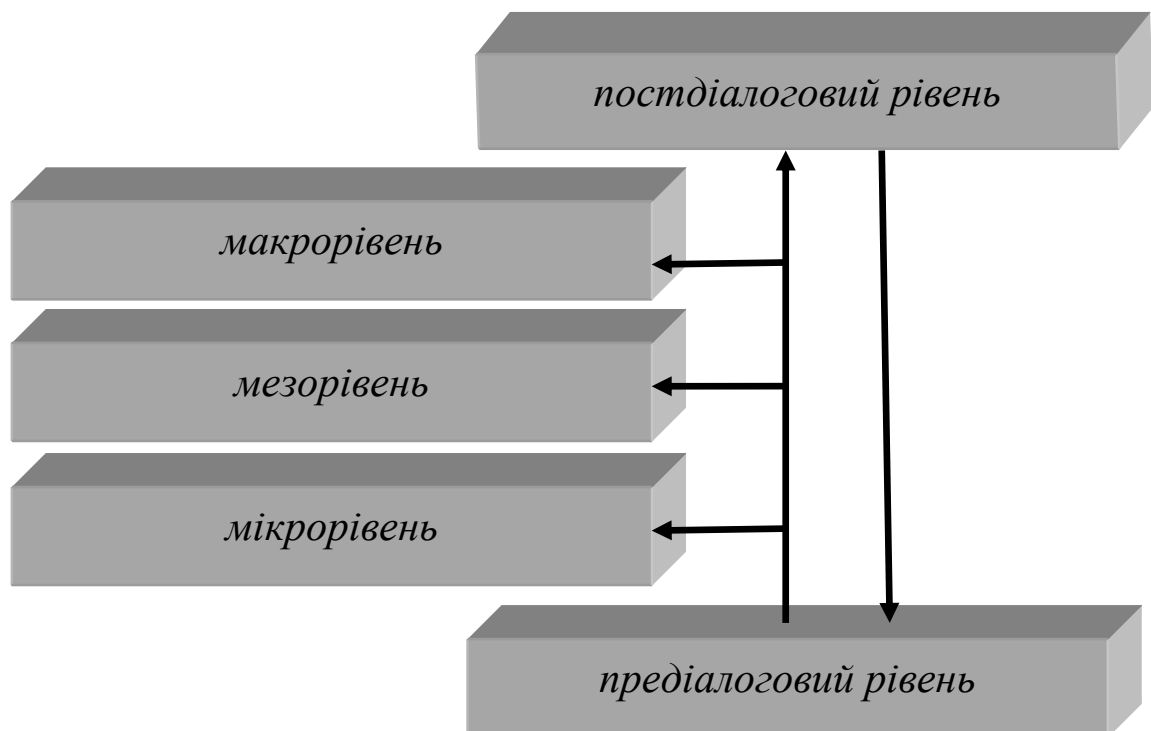 постдіалоговий рівень
макрорівень
мезорівень
мікрорівень
предіалоговий рівень